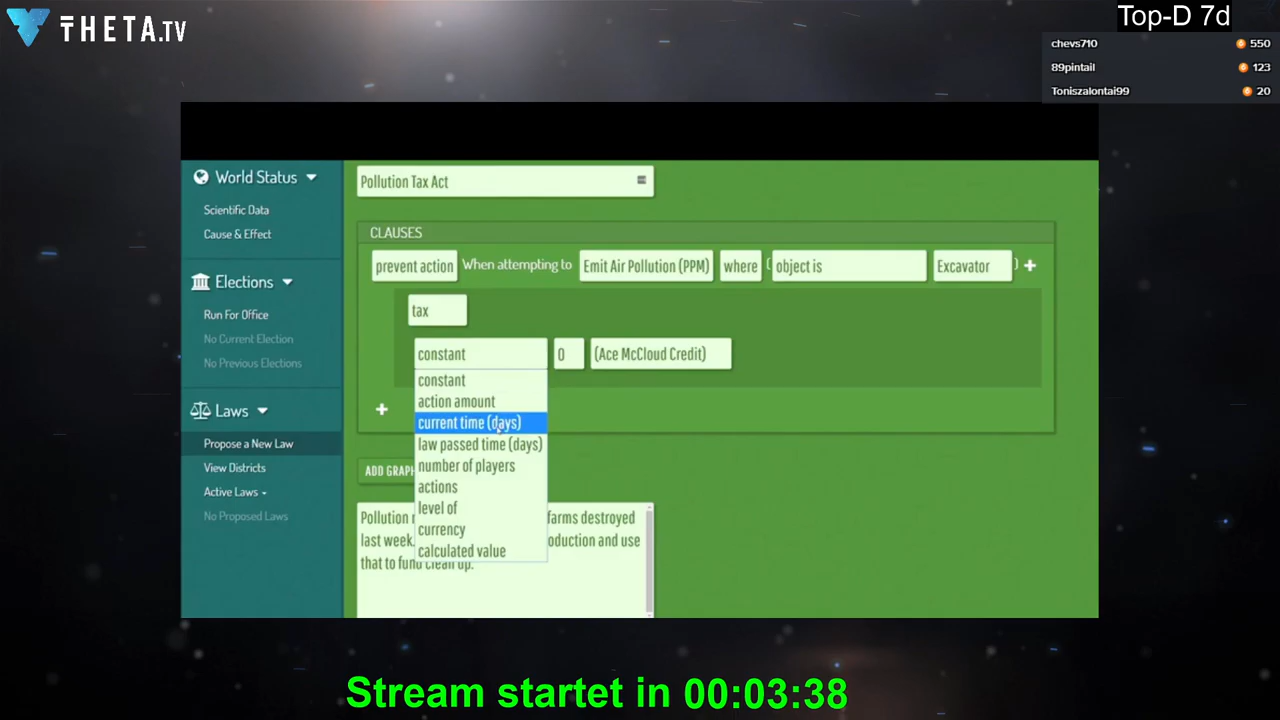 THETA.tv
Top-D 7d
chevs710 550
89pintail 123
Toniszalontai99 20
World Status
Scientific Data
Cause & Effect
Elections
Run For Office
No Current Election
No Previous Elections
Laws
Propose a New Law
View Districts
Active Laws
No Proposed Laws
Pollution Tax Act
CLAUSES
prevent action When attempting to Emit Air Pollution (PPM) where ( object is Excavator ) +
tax
constant 0 (Ace McCloud Credit)
constant
action amount
current time (days)
law passed time (days)
number of players
actions
level of
currency
calculated value
+
ADD GRAPH
Pollution farms destroyed
last week. oduction and use
that to fund clean up.
Stream startet in 00:03:38